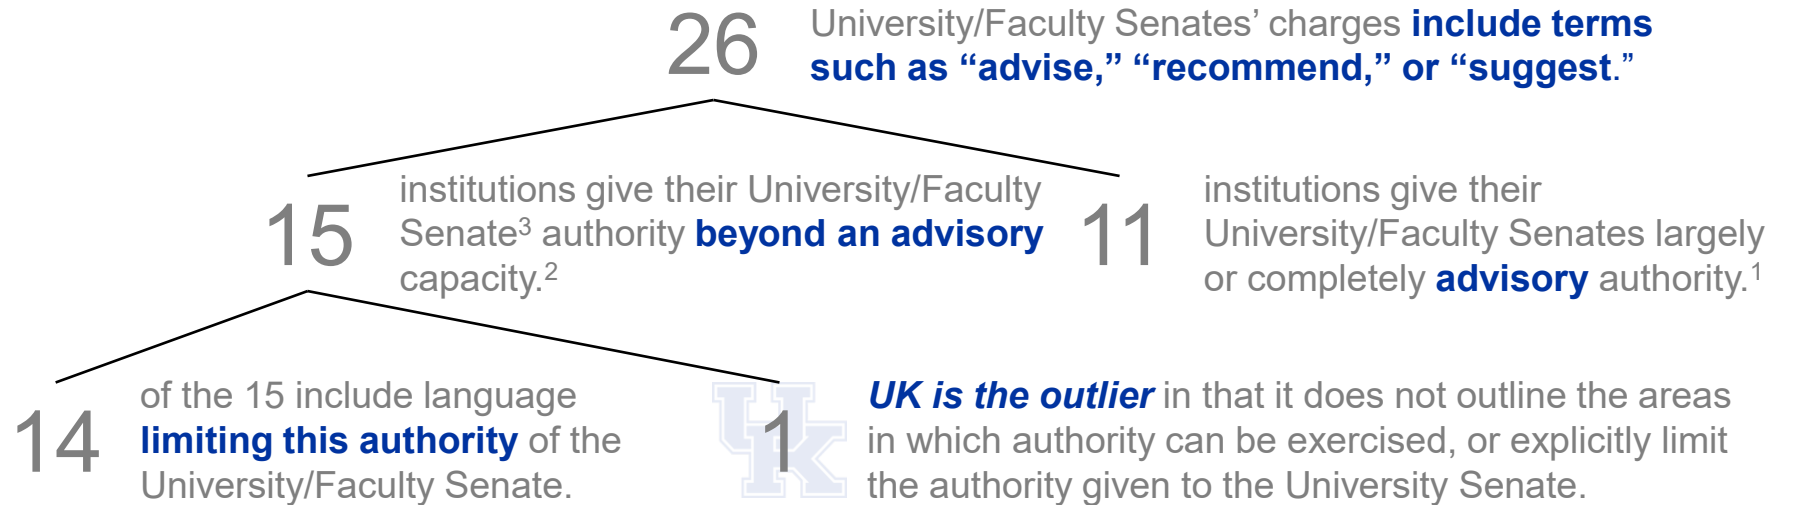 26
University/Faculty Senates’ charges include terms
such as “advise,” “recommend,” or “suggest.”
15
institutions give their University/Faculty
Senate³ authority beyond an advisory
capacity.²
11
institutions give their
University/Faculty Senates largely
or completely advisory authority.¹
14
of the 15 include language
limiting this authority of the
University/Faculty Senate.
UK
1
UK is the outlier in that it does not outline the areas
in which authority can be exercised, or explicitly limit
the authority given to the University Senate.